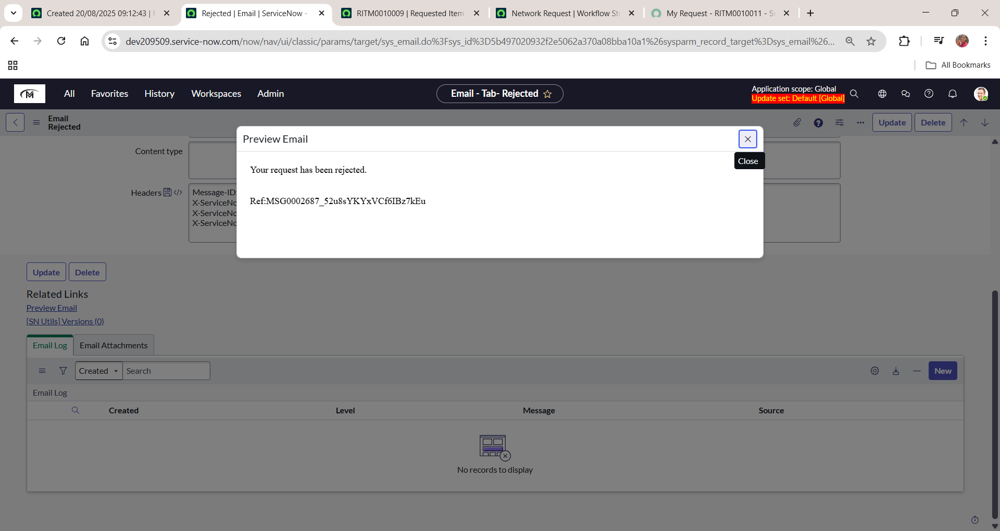 Created 20/08/2025 09:12:43 |
Rejected | Email | ServiceNow -
RITM0010009 | Requested Item
Network Request | Workflow St
My Request - RITM0010011 - S
dev209509.service-now.com/now/nav/ui/classic/params/target/sys_email.do%3Fsys_id%3D5b497020932f2e5062a370a08bba10a1%26sysparm_record_target%3Dsys_email%26...
All Bookmarks
M
All
Favorites
History
Workspaces
Admin
Email - Tab- Rejected
Application scope: Global
Update set: Default [Global]
Email
Rejected
Update
Delete
Preview Email
Close
Content type
Your request has been rejected.
Headers
Message-ID:
X-ServiceNo
X-ServiceNo
X-ServiceNo
Ref:MSG0002687_52u8sYKYxVCf6IBz7kEu
Update
Delete
Related Links
Preview Email
[SN Utils] Versions (0)
Email Log
Email Attachments
Created
Search
New
Email Log
Created
Level
Message
Source
No records to display